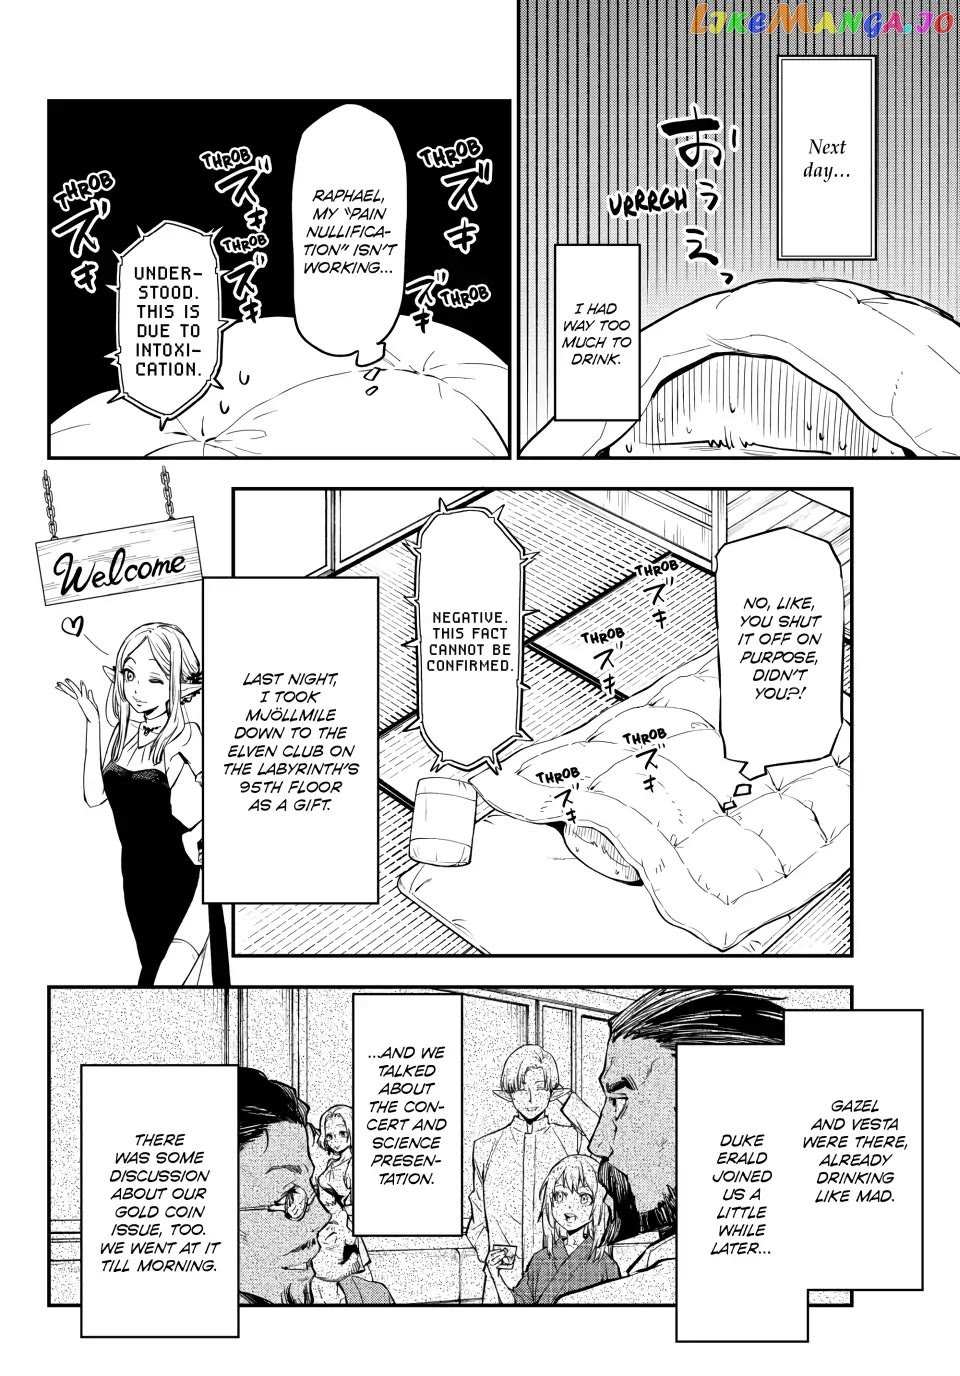 LIKEMANGA.IO
Next
day...
おぅえっ
URRRGH
I HAD
WAY TOO
MUCH TO
DRINK.
RAPHAEL,
MY "PAIN
NULLIFICA-
TION" ISN'T
WORKING...
THROB
ズキ
THROB
ズキ
THROB
ズキ
THROB
ズキ
THROB
UNDER-
STOOD.
THIS IS
DUE TO
INTOXI-
CATION.
NO, LIKE,
YOU SHUT
IT OFF ON
PURPOSE,
DIDN'T
YOU?!
THROB
ズキ
THROB
ズキ
THROB
ズキ
THROB
ズキ
NEGATIVE.
THIS FACT
CANNOT BE
CONFIRMED.
Welcome
LAST NIGHT,
I TOOK
MJÖLLMILE
DOWN TO THE
ELVEN CLUB ON
THE LABYRINTH'S
95TH FLOOR
AS A GIFT.
GAZEL
AND VESTA
WERE THERE,
ALREADY
DRINKING
LIKE MAD.
DUKE
ERALD
JOINED US
A LITTLE
WHILE
LATER...
...AND WE
TALKED
ABOUT
THE CON-
CERT AND
SCIENCE
PRESEN-
TATION.
THERE
WAS SOME
DISCUSSION
ABOUT OUR
GOLD COIN
ISSUE, TOO.
WE WENT AT IT
TILL MORNING.